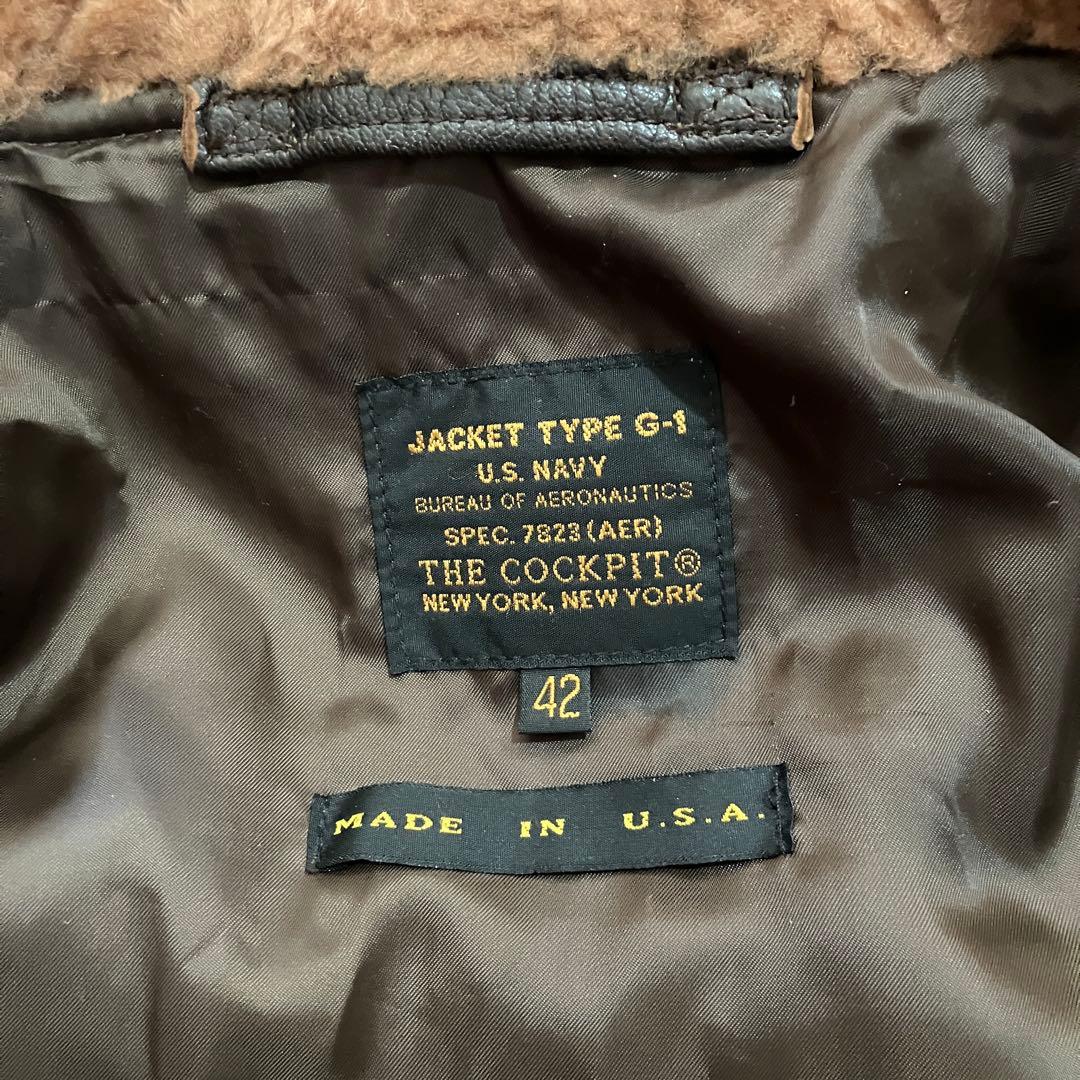 JACKET TYPE G-1
U.S. NAVY
BUREAU OF AERONAUTICS
SPEC. 7823 (AER)
THE COCKPIT®
NEW YORK, NEW YORK
42
MADE IN U.S.A.